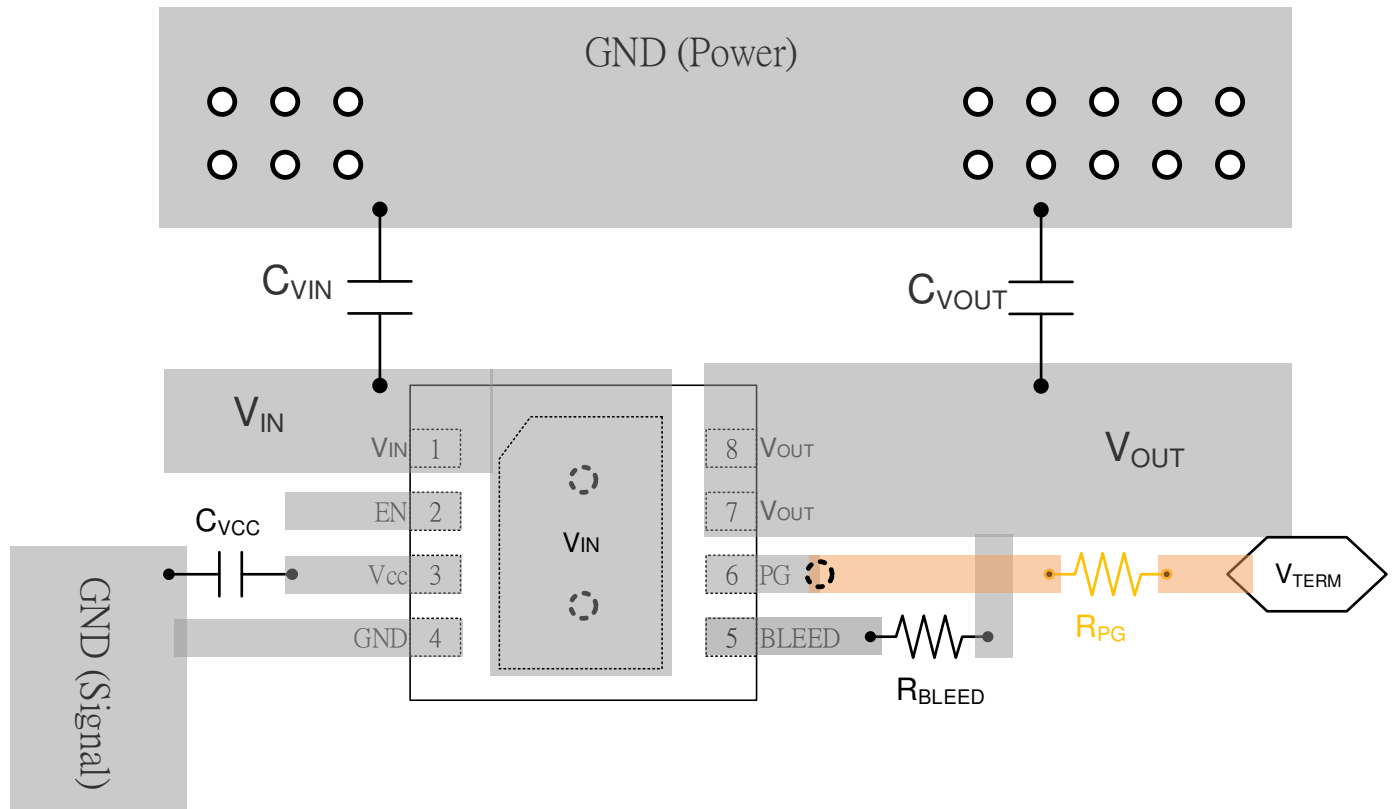 GND (Power)
CVIN
CVOUT
VIN
VOUT
VIN 1
8 VOUT
EN 2
7 VOUT
VIN
CVCC
Vcc 3
6 PG
VTERM
RPG
GND 4
5 BLEED
RBLEED
GND (Signal)